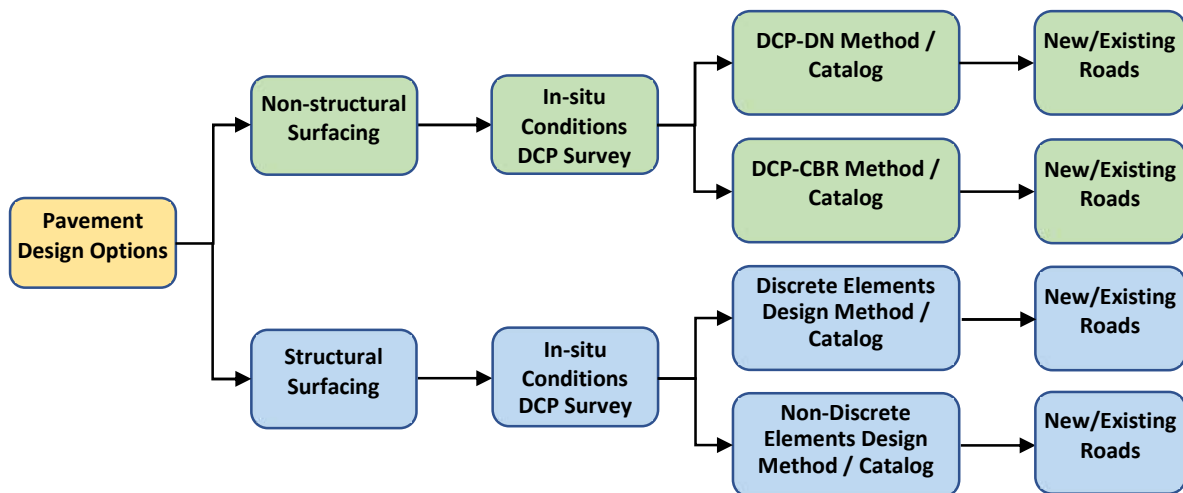 Pavement
Design Options
Non-structural
Surfacing
In-situ
Conditions
DCP Survey
DCP-DN Method /
Catalog
New/Existing
Roads
DCP-CBR Method /
Catalog
New/Existing
Roads
Structural
Surfacing
In-situ
Conditions
DCP Survey
Discrete Elements
Design Method /
Catalog
New/Existing
Roads
Non-Discrete
Elements Design
Method / Catalog
New/Existing
Roads